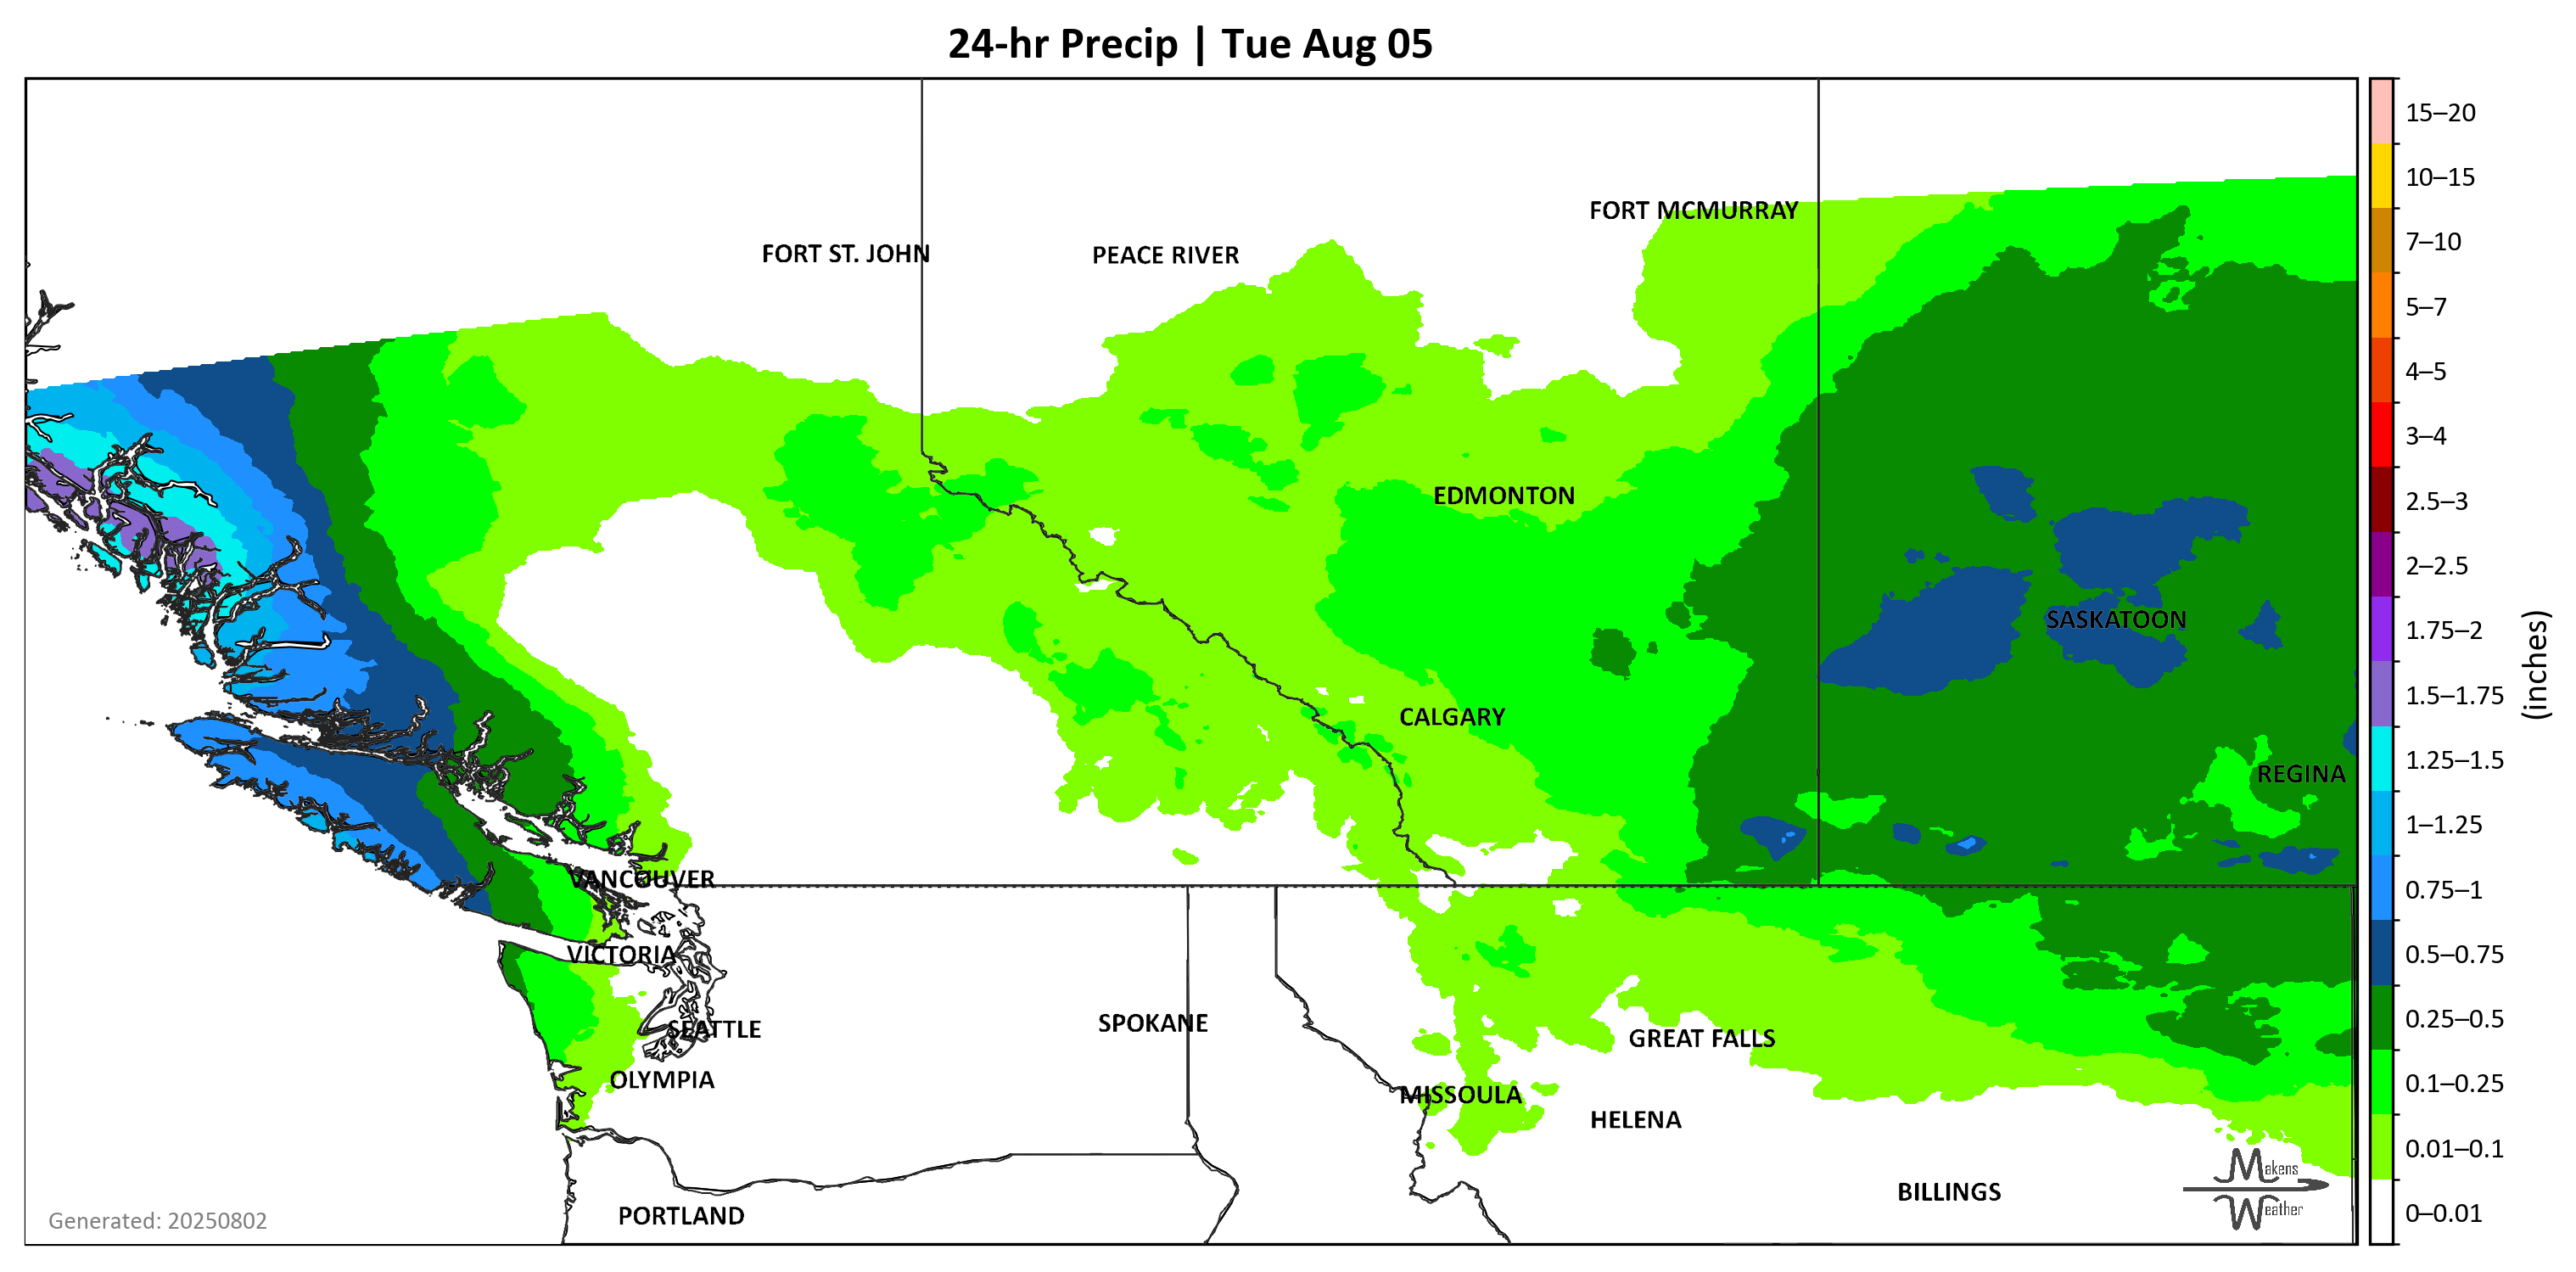 24-hr Precip | Tue Aug 05
FORT MCMURRAY
FORT ST. JOHN
PEACE RIVER
EDMONTON
SASKATOON
CALGARY
REGINA
VANCOUVER
VICTORIA
SEATTLE
SPOKANE
GREAT FALLS
OLYMPIA
MISSOULA
HELENA
BILLINGS
PORTLAND
Generated: 20250802
Makens
Weather
15–20
10–15
7–10
5–7
4–5
3–4
2.5–3
2–2.5
1.75–2
1.5–1.75
1.25–1.5
1–1.25
0.75–1
0.5–0.75
0.25–0.5
0.1–0.25
0.01–0.1
0–0.01
(inches)